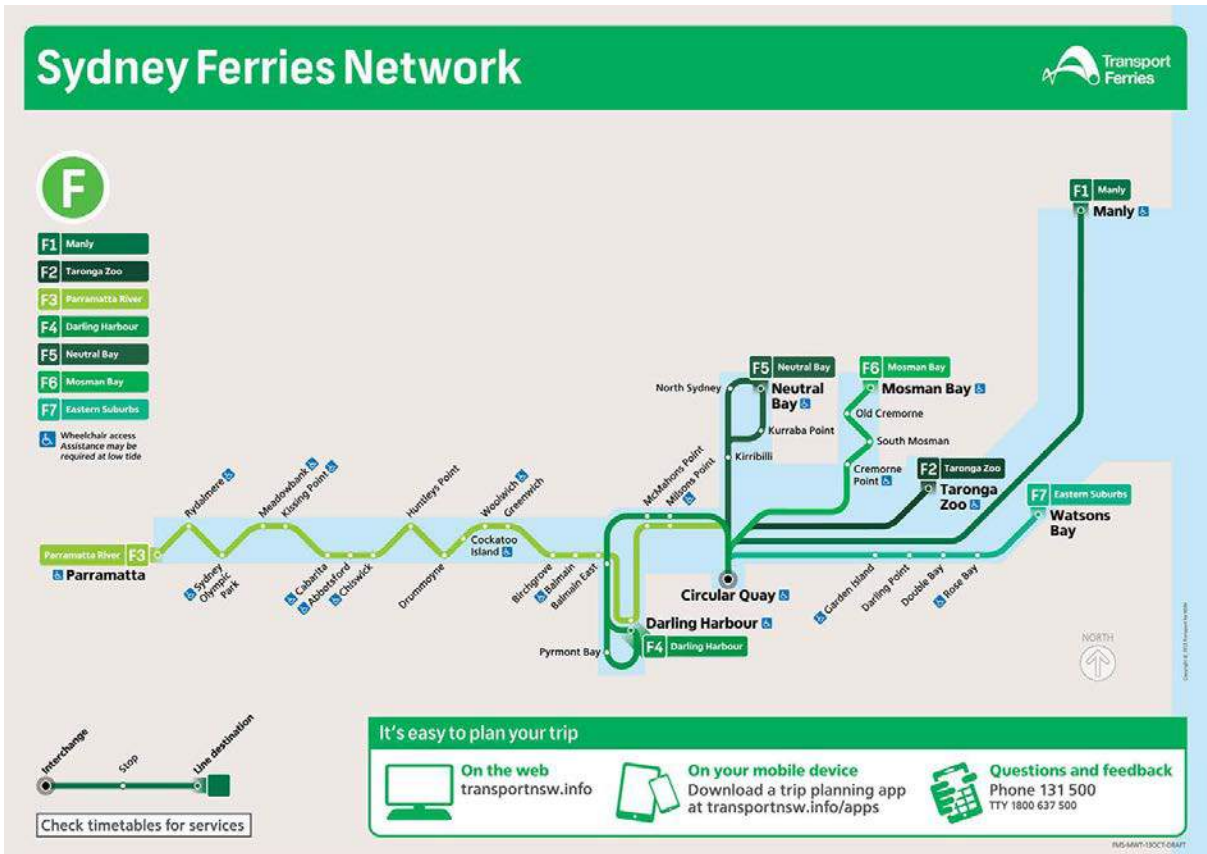 Sydney Ferries Network
Transport
Ferries
F
F1 Manly
F2 Taronga Zoo
F3 Parramatta River
F4 Darling Harbour
F5 Neutral Bay
F6 Mosman Bay
F7 Eastern Suburbs
Wheelchair access
Assistance may be
required at low tide
F1 Manly
Manly
F5 Neutral Bay
Neutral
Bay
North Sydney
Kurraba Point
Kirribilli
F6 Mosman Bay
Mosman Bay
Old Cremorne
South Mosman
Cremorne
Point
F2 Taronga Zoo
Taronga
Zoo
F7 Eastern Suburbs
Watsons
Bay
Parramatta River F3
Parramatta
Rydalmere
Sydney
Olympic
Park
Meadowbank
Kissing Point
Cabarita
Abbotsford
Chiswick
Huntleys Point
Drummoyne
Woolwich
Greenwich
Cockatoo
Island
Birchgrove
Balmain
Balmain East
McMahons Point
Milsons Point
Circular Quay
Garden Island
Darling Point
Double Bay
Rose Bay
Darling Harbour
F4 Darling Harbour
Pyrmont Bay
NORTH
Interchange
Stop
Line destination
Check timetables for services
It's easy to plan your trip
On the web
transportnsw.info
On your mobile device
Download a trip planning app
at transportnsw.info/apps
Questions and feedback
Phone 131 500
TTY 1800 637 500